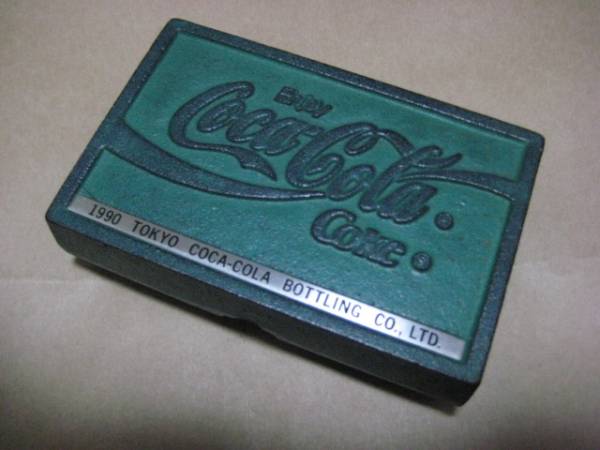 Enjoy
Coca-Cola ®
Coke ®
1990 TOKYO COCA-COLA BOTTLING CO., LTD.